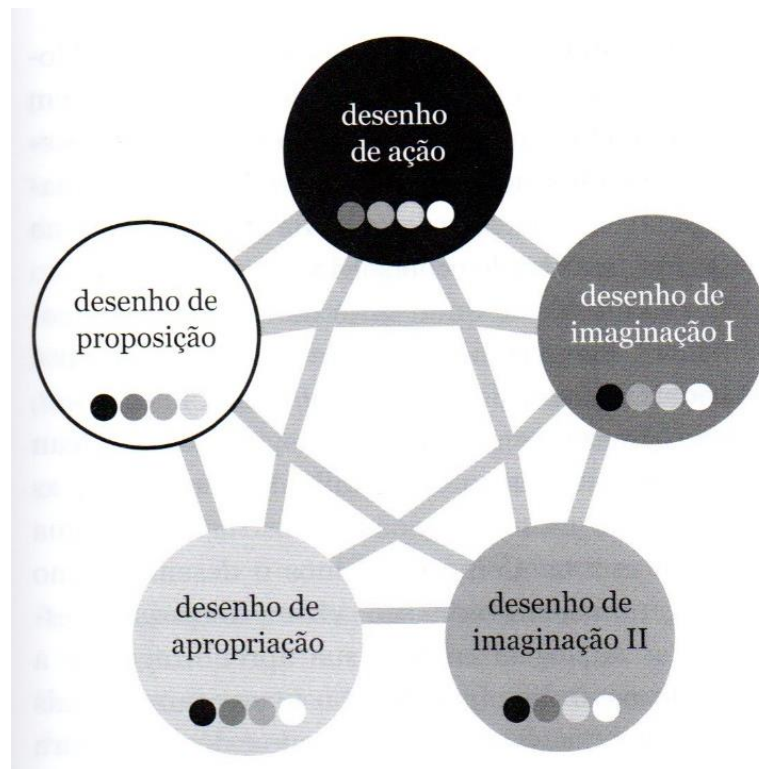 desenho
de ação
desenho de
proposição
desenho de
imaginação I
desenho de
apropriação
desenho de
imaginação II